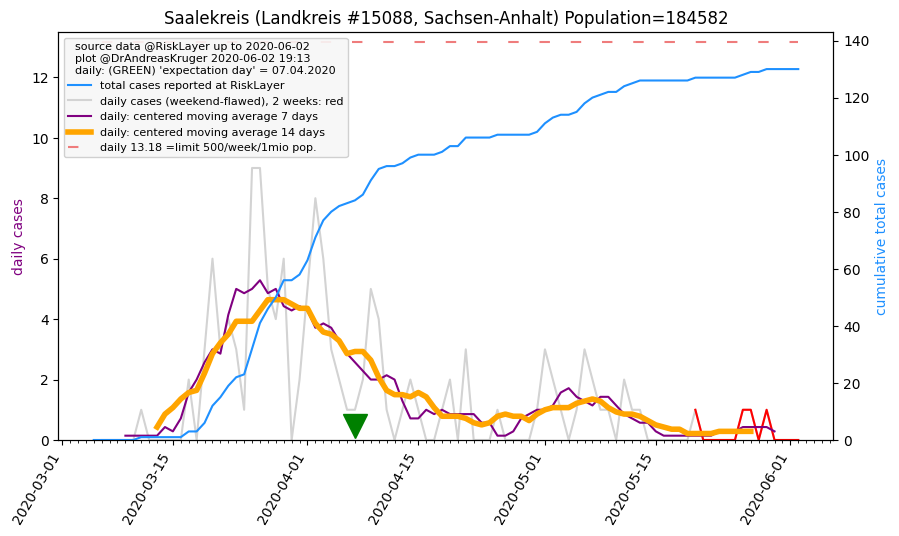 Saalekreis (Landkreis #15088, Sachsen-Anhalt) Population=184582
source data @RiskLayer up to 2020-06-02
plot @DrAndreasKruger 2020-06-02 19:13
daily: (GREEN) 'expectation day' = 07.04.2020
total cases reported at RiskLayer
daily cases (weekend-flawed), 2 weeks: red
daily: centered moving average 7 days
daily: centered moving average 14 days
daily 13.18 =limit 500/week/1mio pop.
daily cases
12
10
8
6
4
2
0
140
120
100
80
60
40
20
0
cumulative total cases
2020-03-01
2020-03-15
2020-04-01
2020-04-15
2020-05-01
2020-05-15
2020-06-01